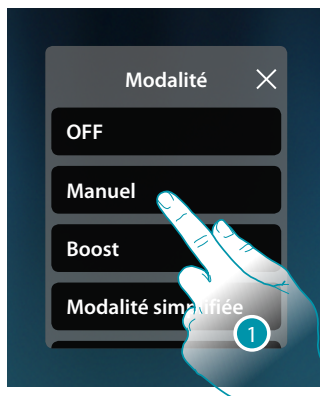 Modalité
OFF
Manuel
Boost
Modalité simplifiée
1